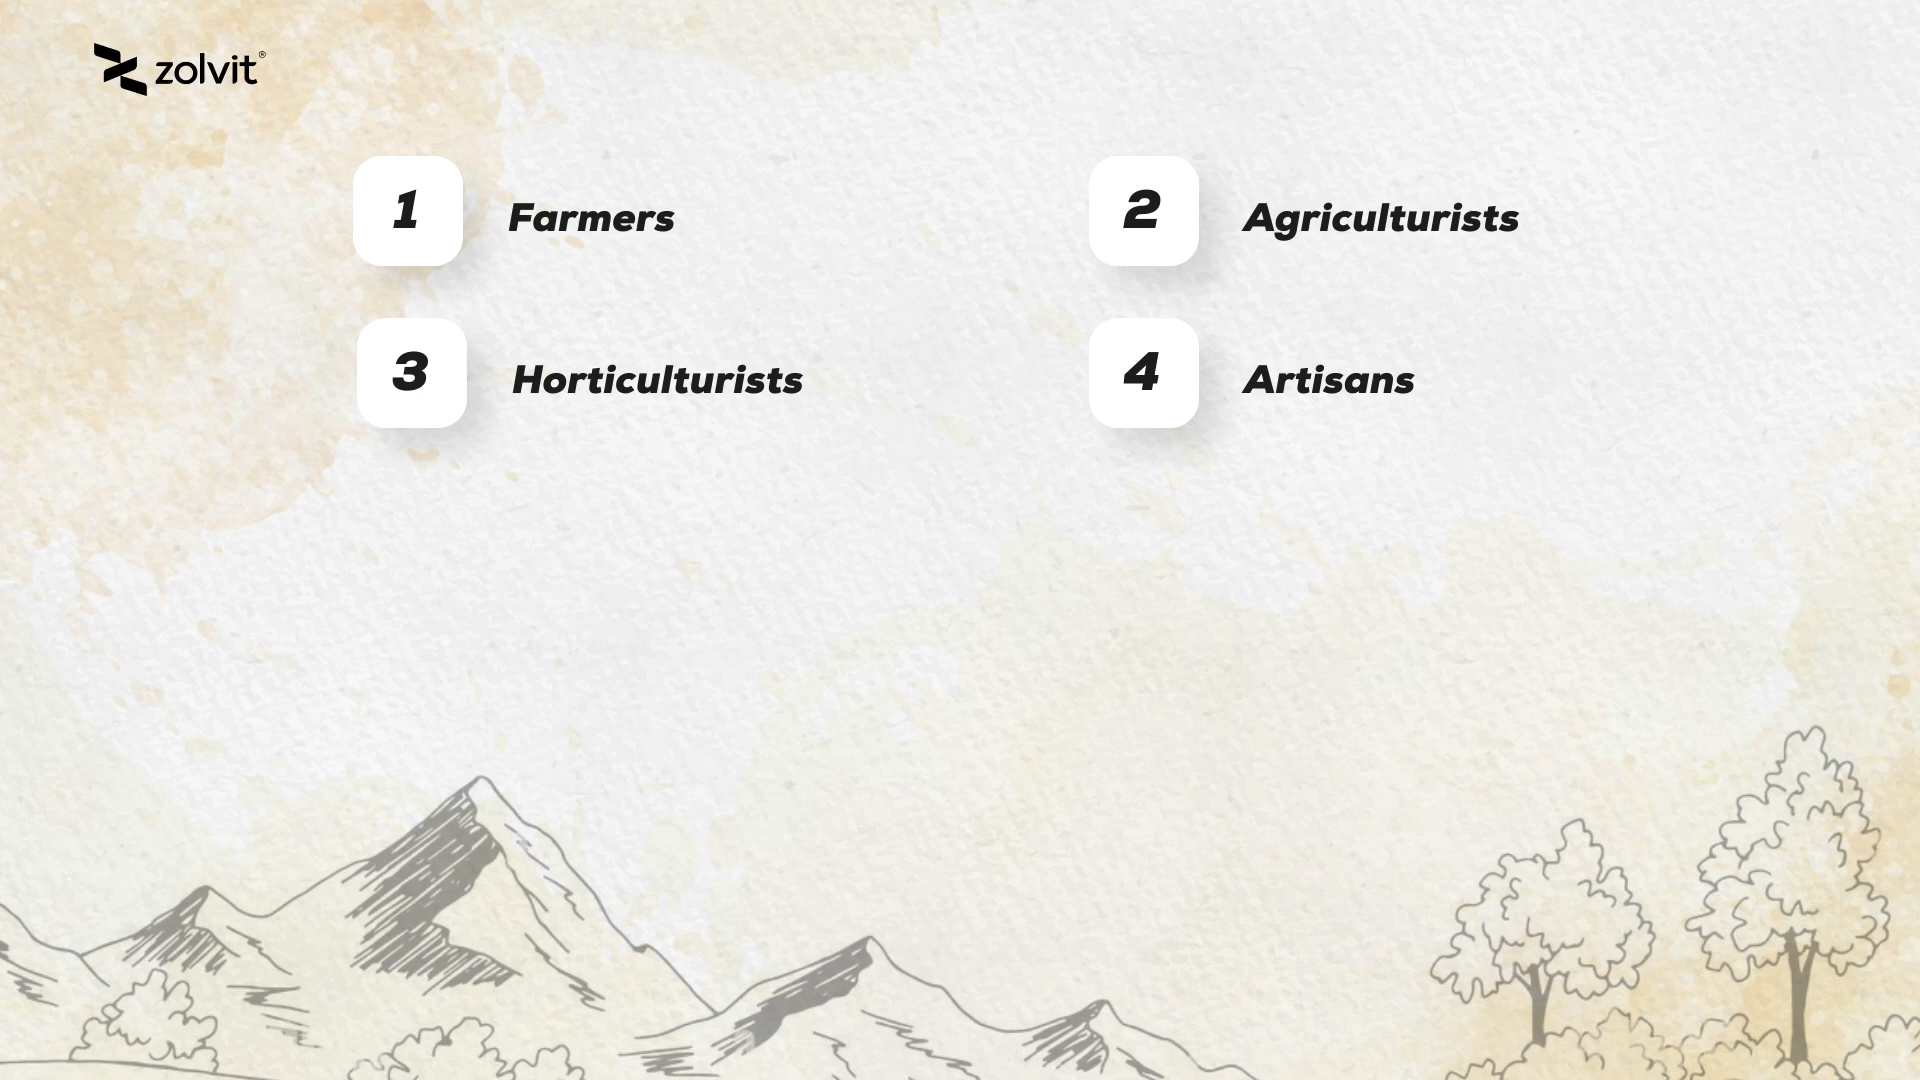 zolvit®
1 Farmers
2 Agriculturists
3 Horticulturists
4 Artisans